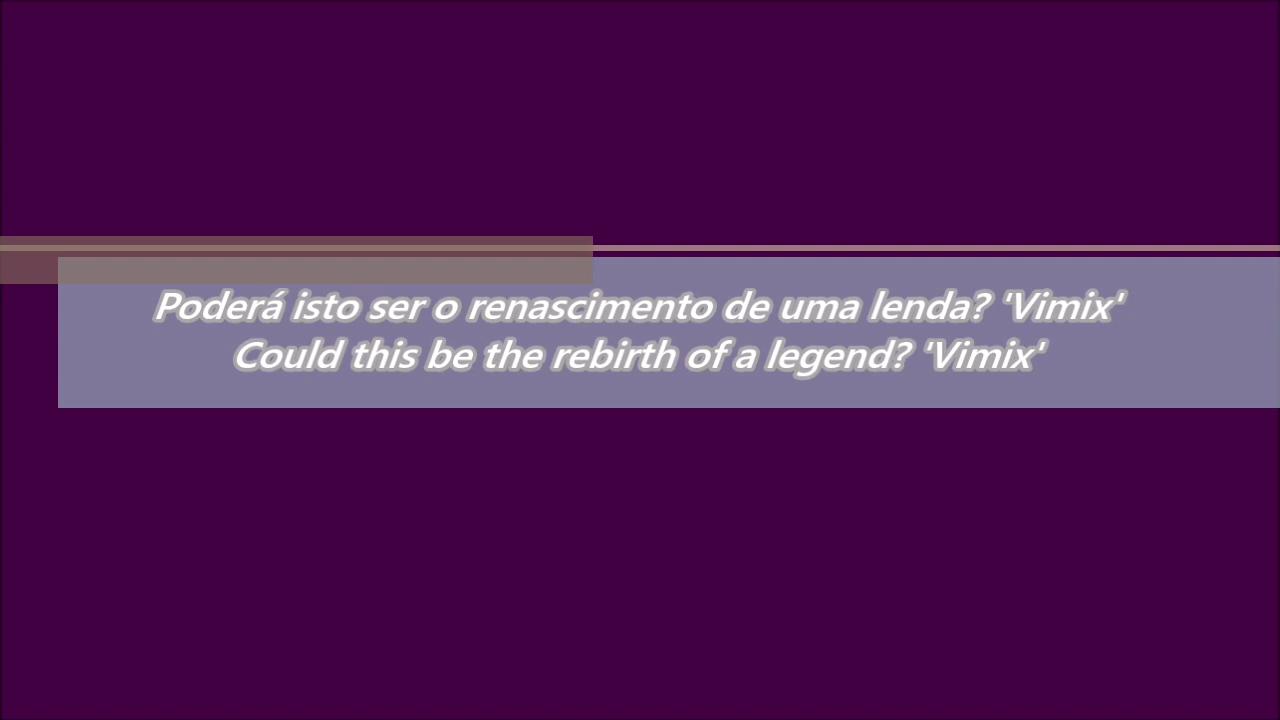 Poderá isto ser o renascimento de uma lenda? 'Vimix'
Could this be the rebirth of a legend? 'Vimix'